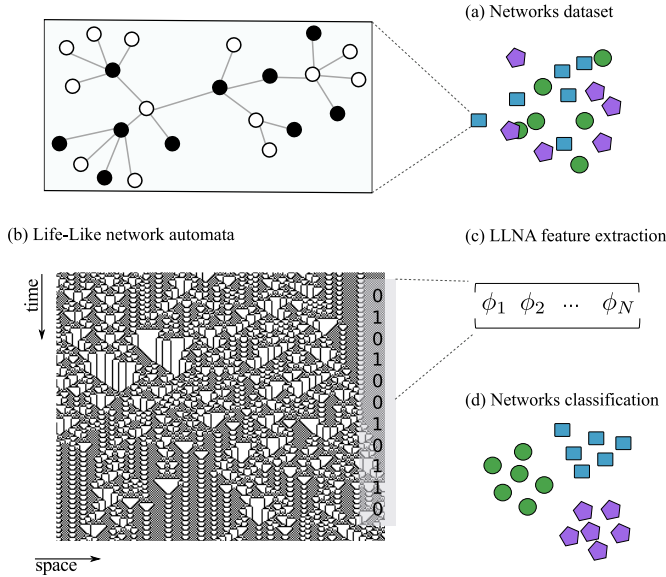 (a) Networks dataset
(b) Life-Like network automata
(c) LLNA feature extraction
time
0
1
0
1
0
0
1
0
1
1
0
ϕ1 ϕ2 ... ϕN
(d) Networks classification
space